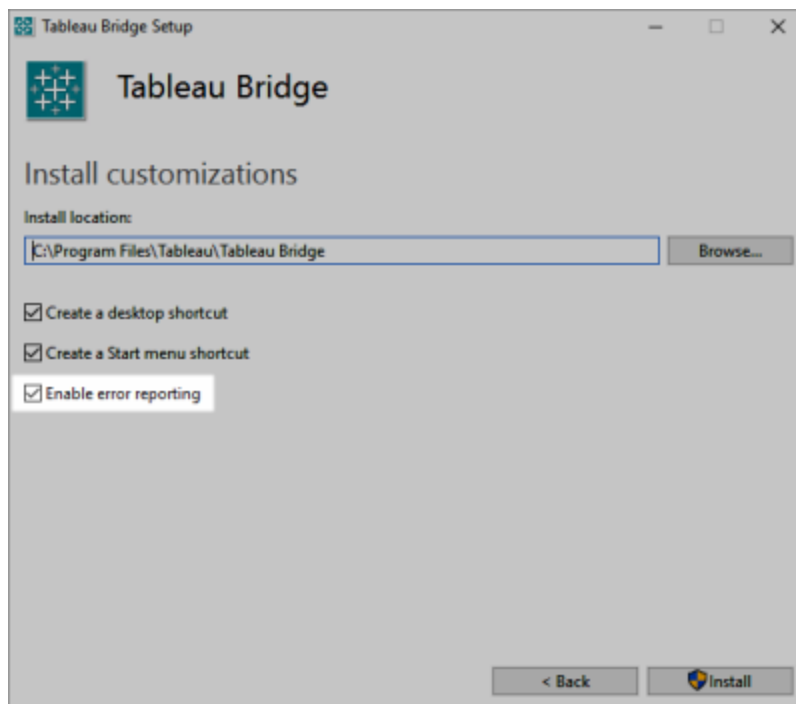 Tableau Bridge Setup
Tableau Bridge
Install customizations
Install location:
C:\Program Files\Tableau\Tableau Bridge
Browse...
Create a desktop shortcut
Create a Start menu shortcut
Enable error reporting
< Back
Install